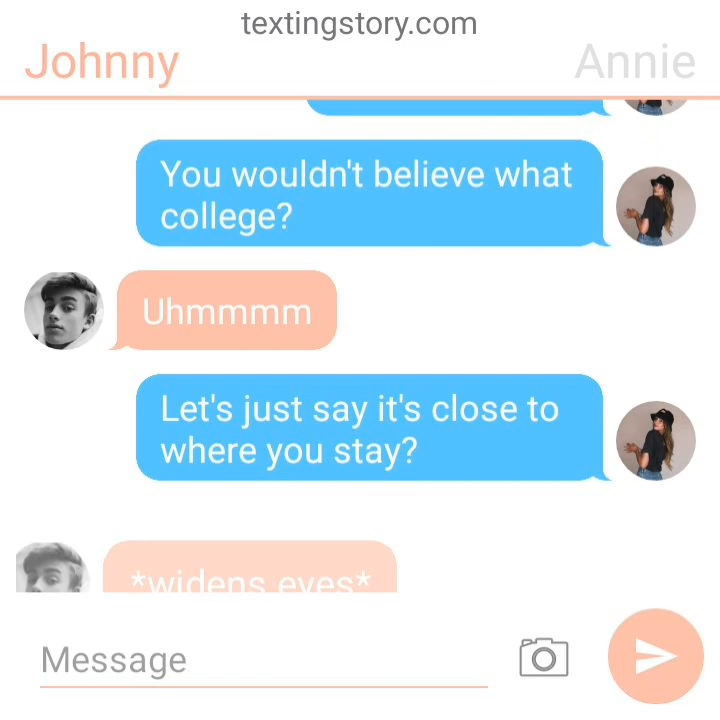 textingstory.com
Johnny Annie
You wouldn't believe what
college?
Uhmmmm
Let's just say it's close to
where you stay?
*widens eyes*
Message